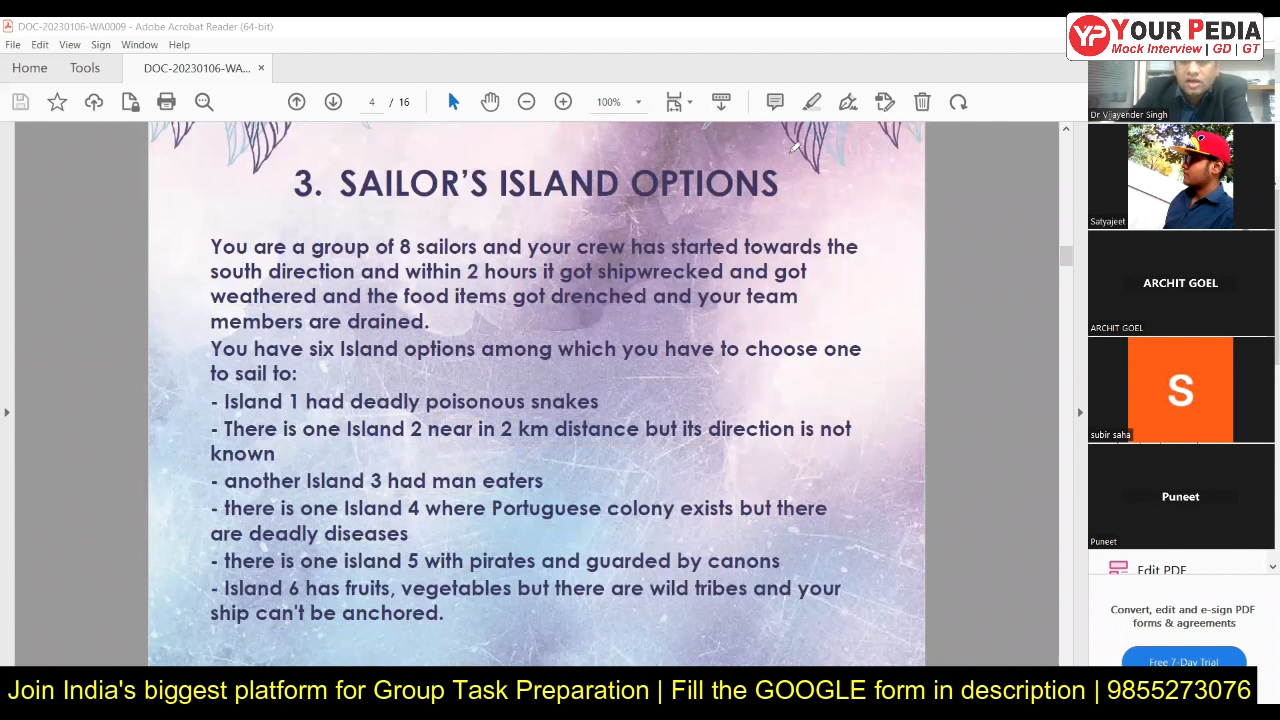 DOC-20230106-WA0009 - Adobe Acrobat Reader (64-bit)
File Edit View Sign Window Help
Home Tools DOC-20230106-WA... ×
4 / 16 100%
YP YOUR PEDIA
Mock Interview | GD | GT
3. SAILOR'S ISLAND OPTIONS
You are a group of 8 sailors and your crew has started towards the
south direction and within 2 hours it got shipwrecked and got
weathered and the food items got drenched and your team
members are drained.
You have six Island options among which you have to choose one
to sail to:
- Island 1 had deadly poisonous snakes
- There is one Island 2 near in 2 km distance but its direction is not
known
- another Island 3 had man eaters
- there is one Island 4 where Portuguese colony exists but there
are deadly diseases
- there is one island 5 with pirates and guarded by canons
- Island 6 has fruits, vegetables but there are wild tribes and your
ship can't be anchored.
Dr Vijayender Singh
Satyajeet
ARCHIT GOEL
ARCHIT GOEL
S
subir saha
Puneet
Puneet
Edit PDF
Convert, edit and e-sign PDF
forms & agreements
Free 7-Day Trial
Join India's biggest platform for Group Task Preparation | Fill the GOOGLE form in description | 9855273076